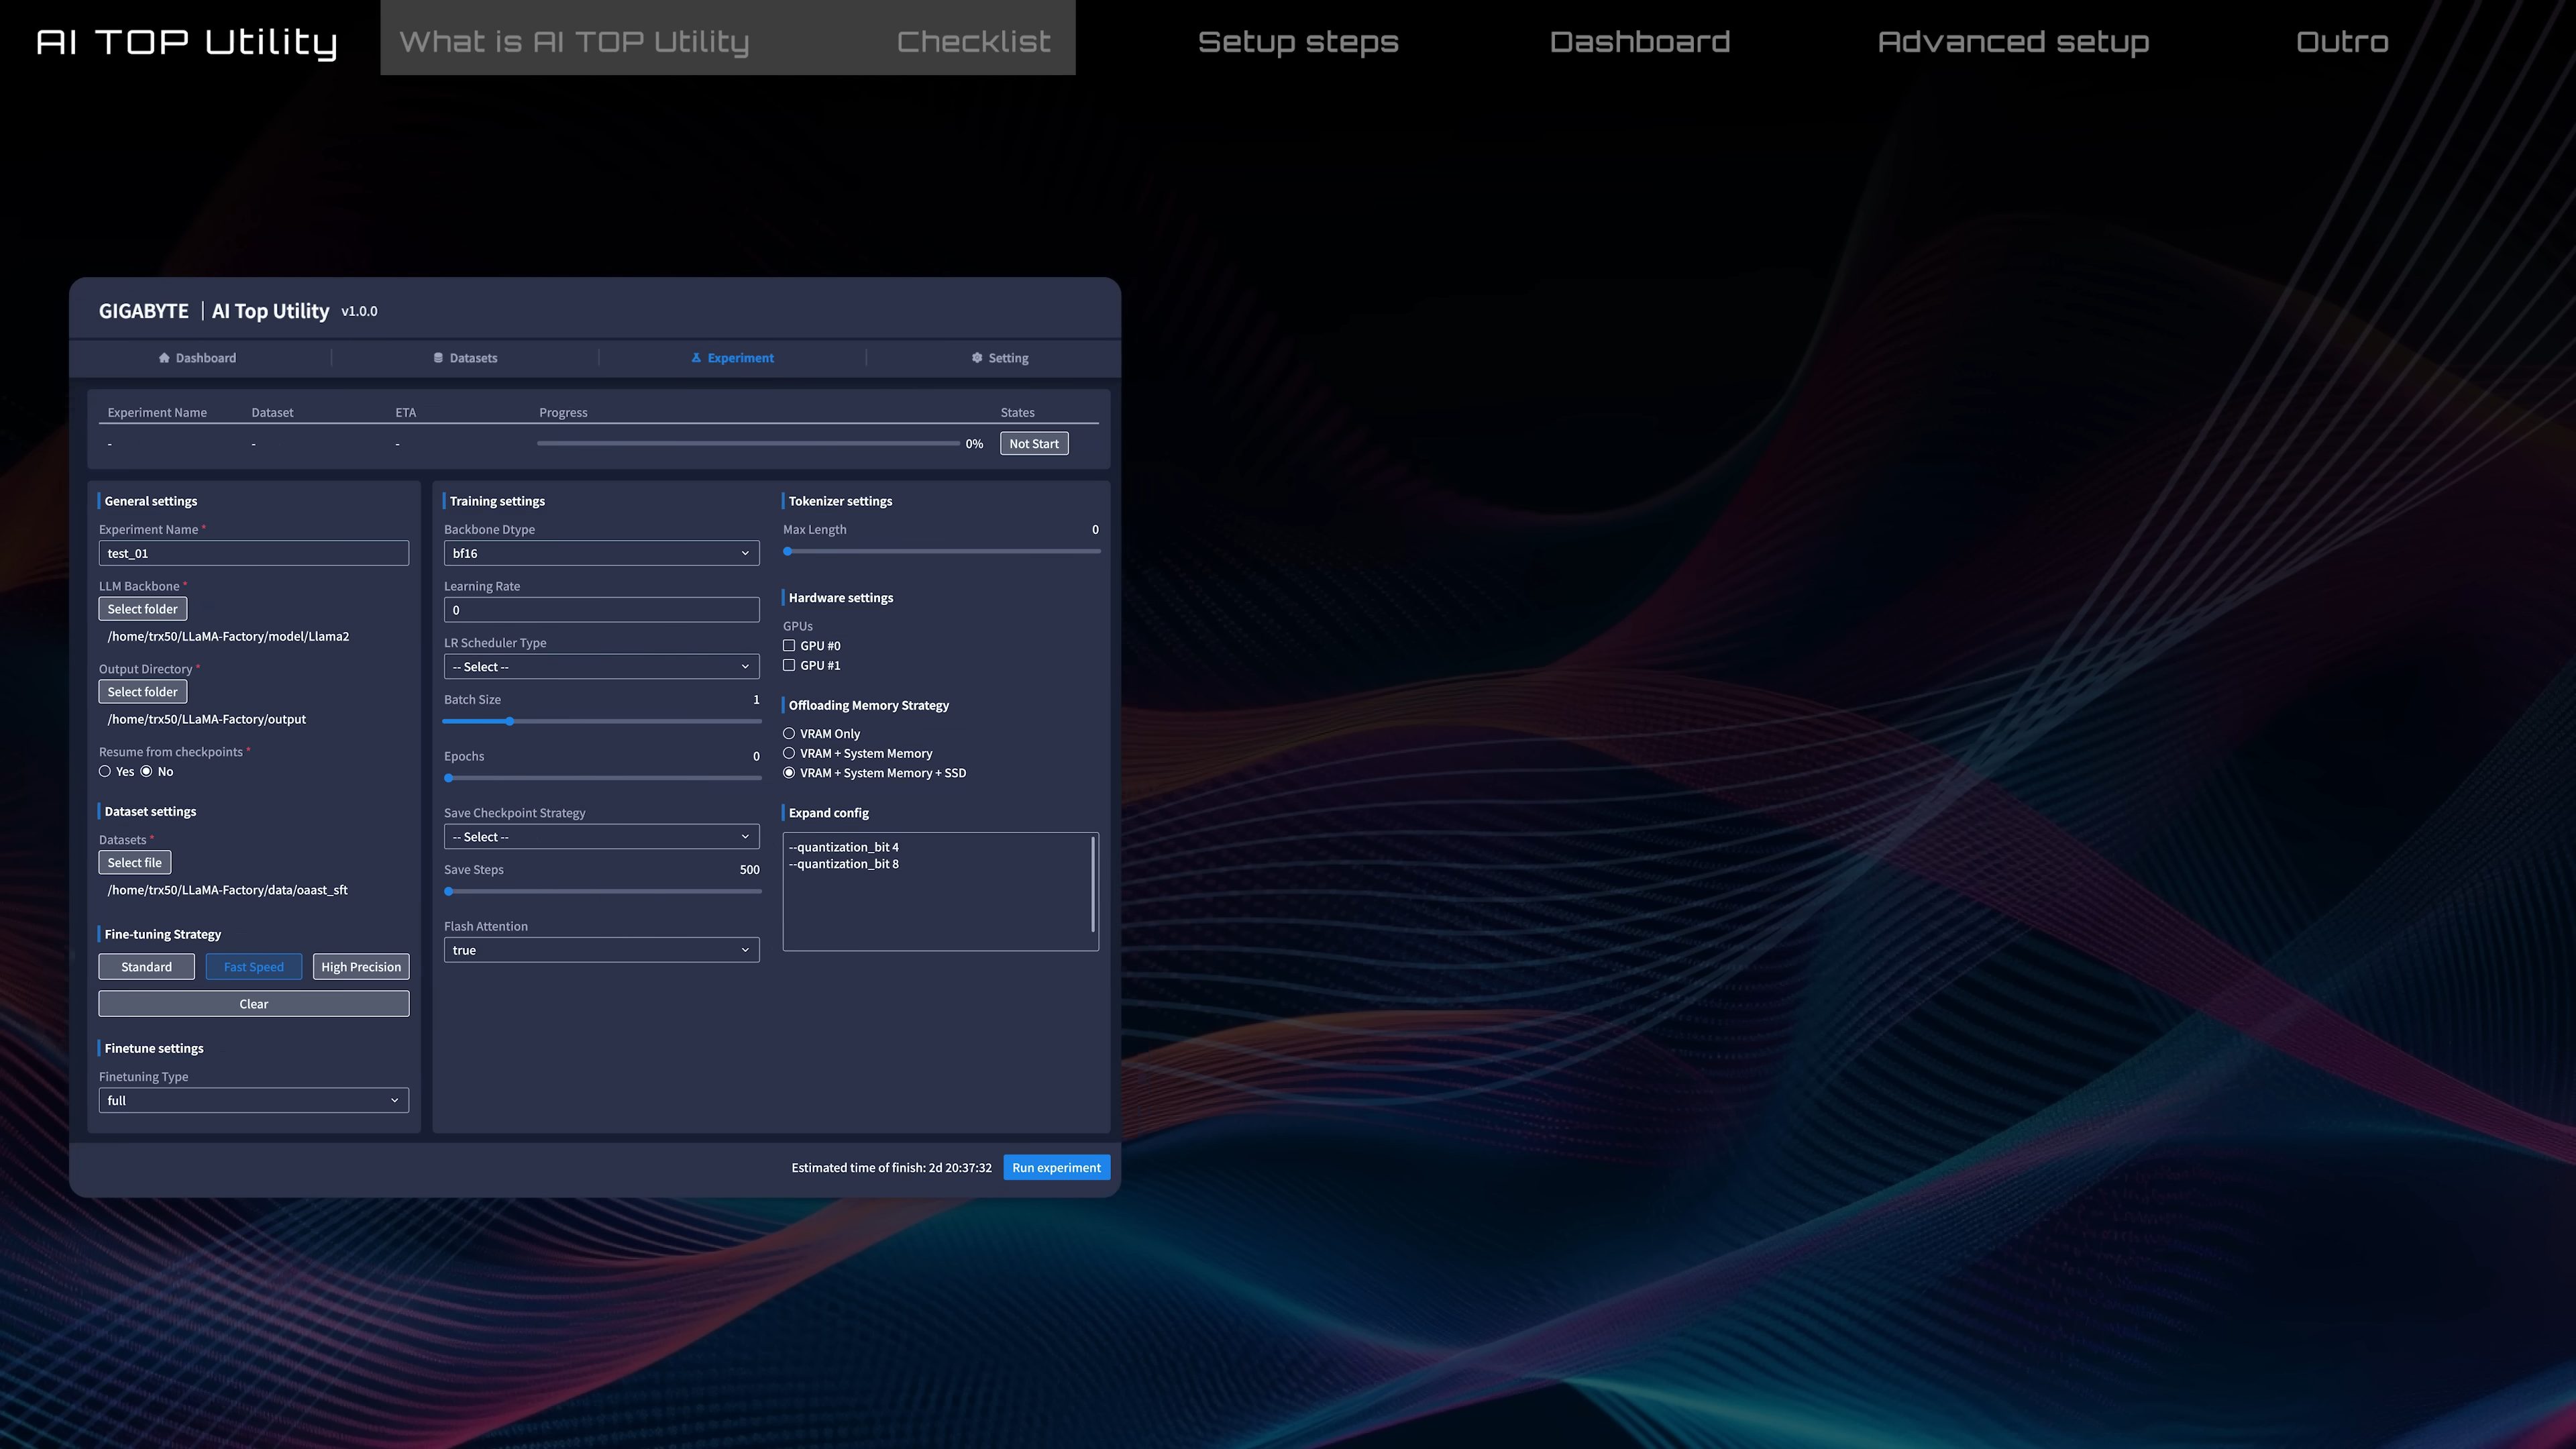 AI TOP Utility
What is AI TOP Utility
Checklist
Setup steps
Dashboard
Advanced setup
Outro
GIGABYTE | AI Top Utility v1.0.0
Dashboard
Datasets
Experiment
Setting
Experiment Name Dataset ETA Progress States
- - - 0% Not Start
General settings
Experiment Name *
test_01
LLM Backbone *
Select folder
/home/trx50/LLaMA-Factory/model/Llama2
Output Directory *
Select folder
/home/trx50/LLaMA-Factory/output
Resume from checkpoints *
Yes No
Dataset settings
Datasets *
Select file
/home/trx50/LLaMA-Factory/data/oaast_sft
Fine-tuning Strategy
Standard Fast Speed High Precision
Clear
Finetune settings
Finetuning Type
full
Training settings
Backbone Dtype
bf16
Learning Rate
0
LR Scheduler Type
-- Select --
Batch Size 1
Epochs 0
Save Checkpoint Strategy
-- Select --
Save Steps 500
Flash Attention
true
Tokenizer settings
Max Length 0
Hardware settings
GPUs
GPU #0
GPU #1
Offloading Memory Strategy
VRAM Only
VRAM + System Memory
VRAM + System Memory + SSD
Expand config
--quantization_bit 4
--quantization_bit 8
Estimated time of finish: 2d 20:37:32 Run experiment